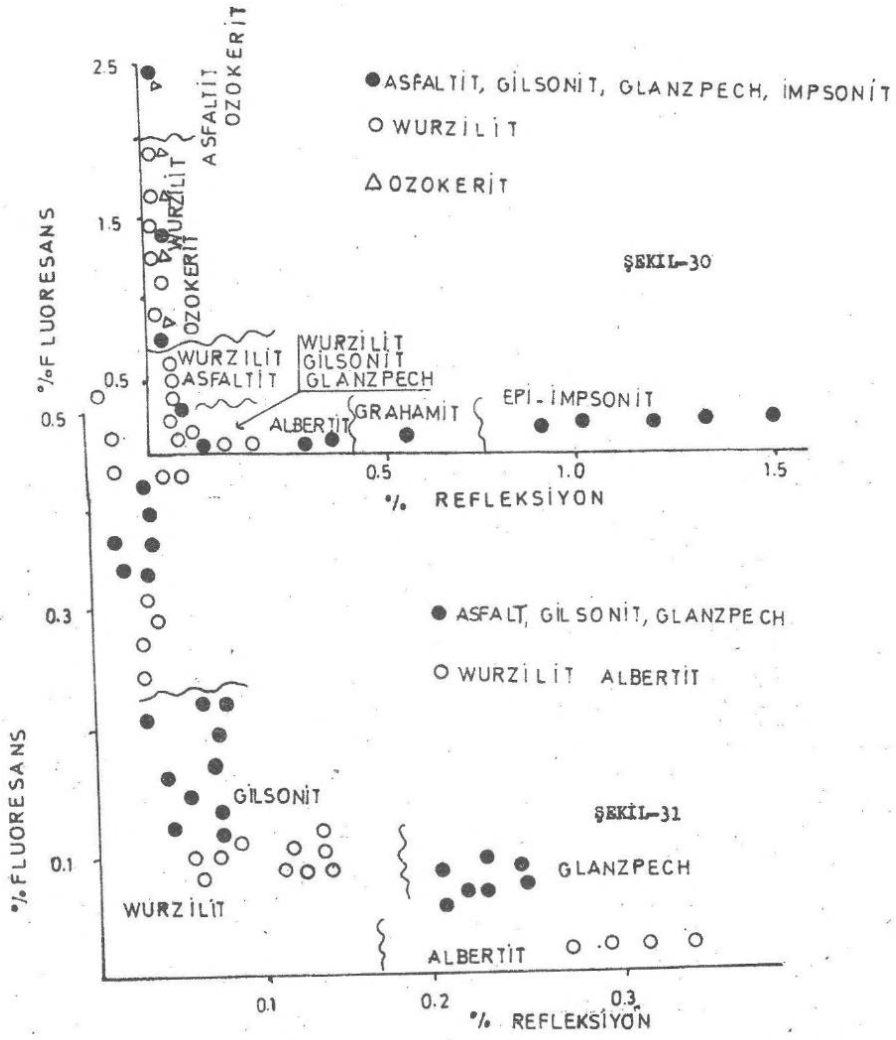 ASFALTİT
OZOKERİT
2.5
● ASFALTİT, GİLSONİT, GLANZPECH, İMPSONİT
○ WURZİLİT
△ OZOKERİT
WURZİLİT
OZOKERİT
1.5
ŞEKİL-30
%FLUORESANS
WURZİLİT
ASFALTİT
WURZİLİT
GİLSONİT
GLANZPECH
0.5
ALBERTİT
GRAHAMİT
EPİ-İMPSONİT
0.5
1.0
1.5
% REFLEKSİYON
0.5
0.3
● ASFALT, GİLSONİT, GLANZPECH
○ WURZİLİT ALBERTİT
%FLUORESANS
GİLSONİT
ŞEKİL-31
0.1
GLANZPECH
WURZİLİT
ALBERTİT
0.1
0.2
0.3
% REFLEKSİYON